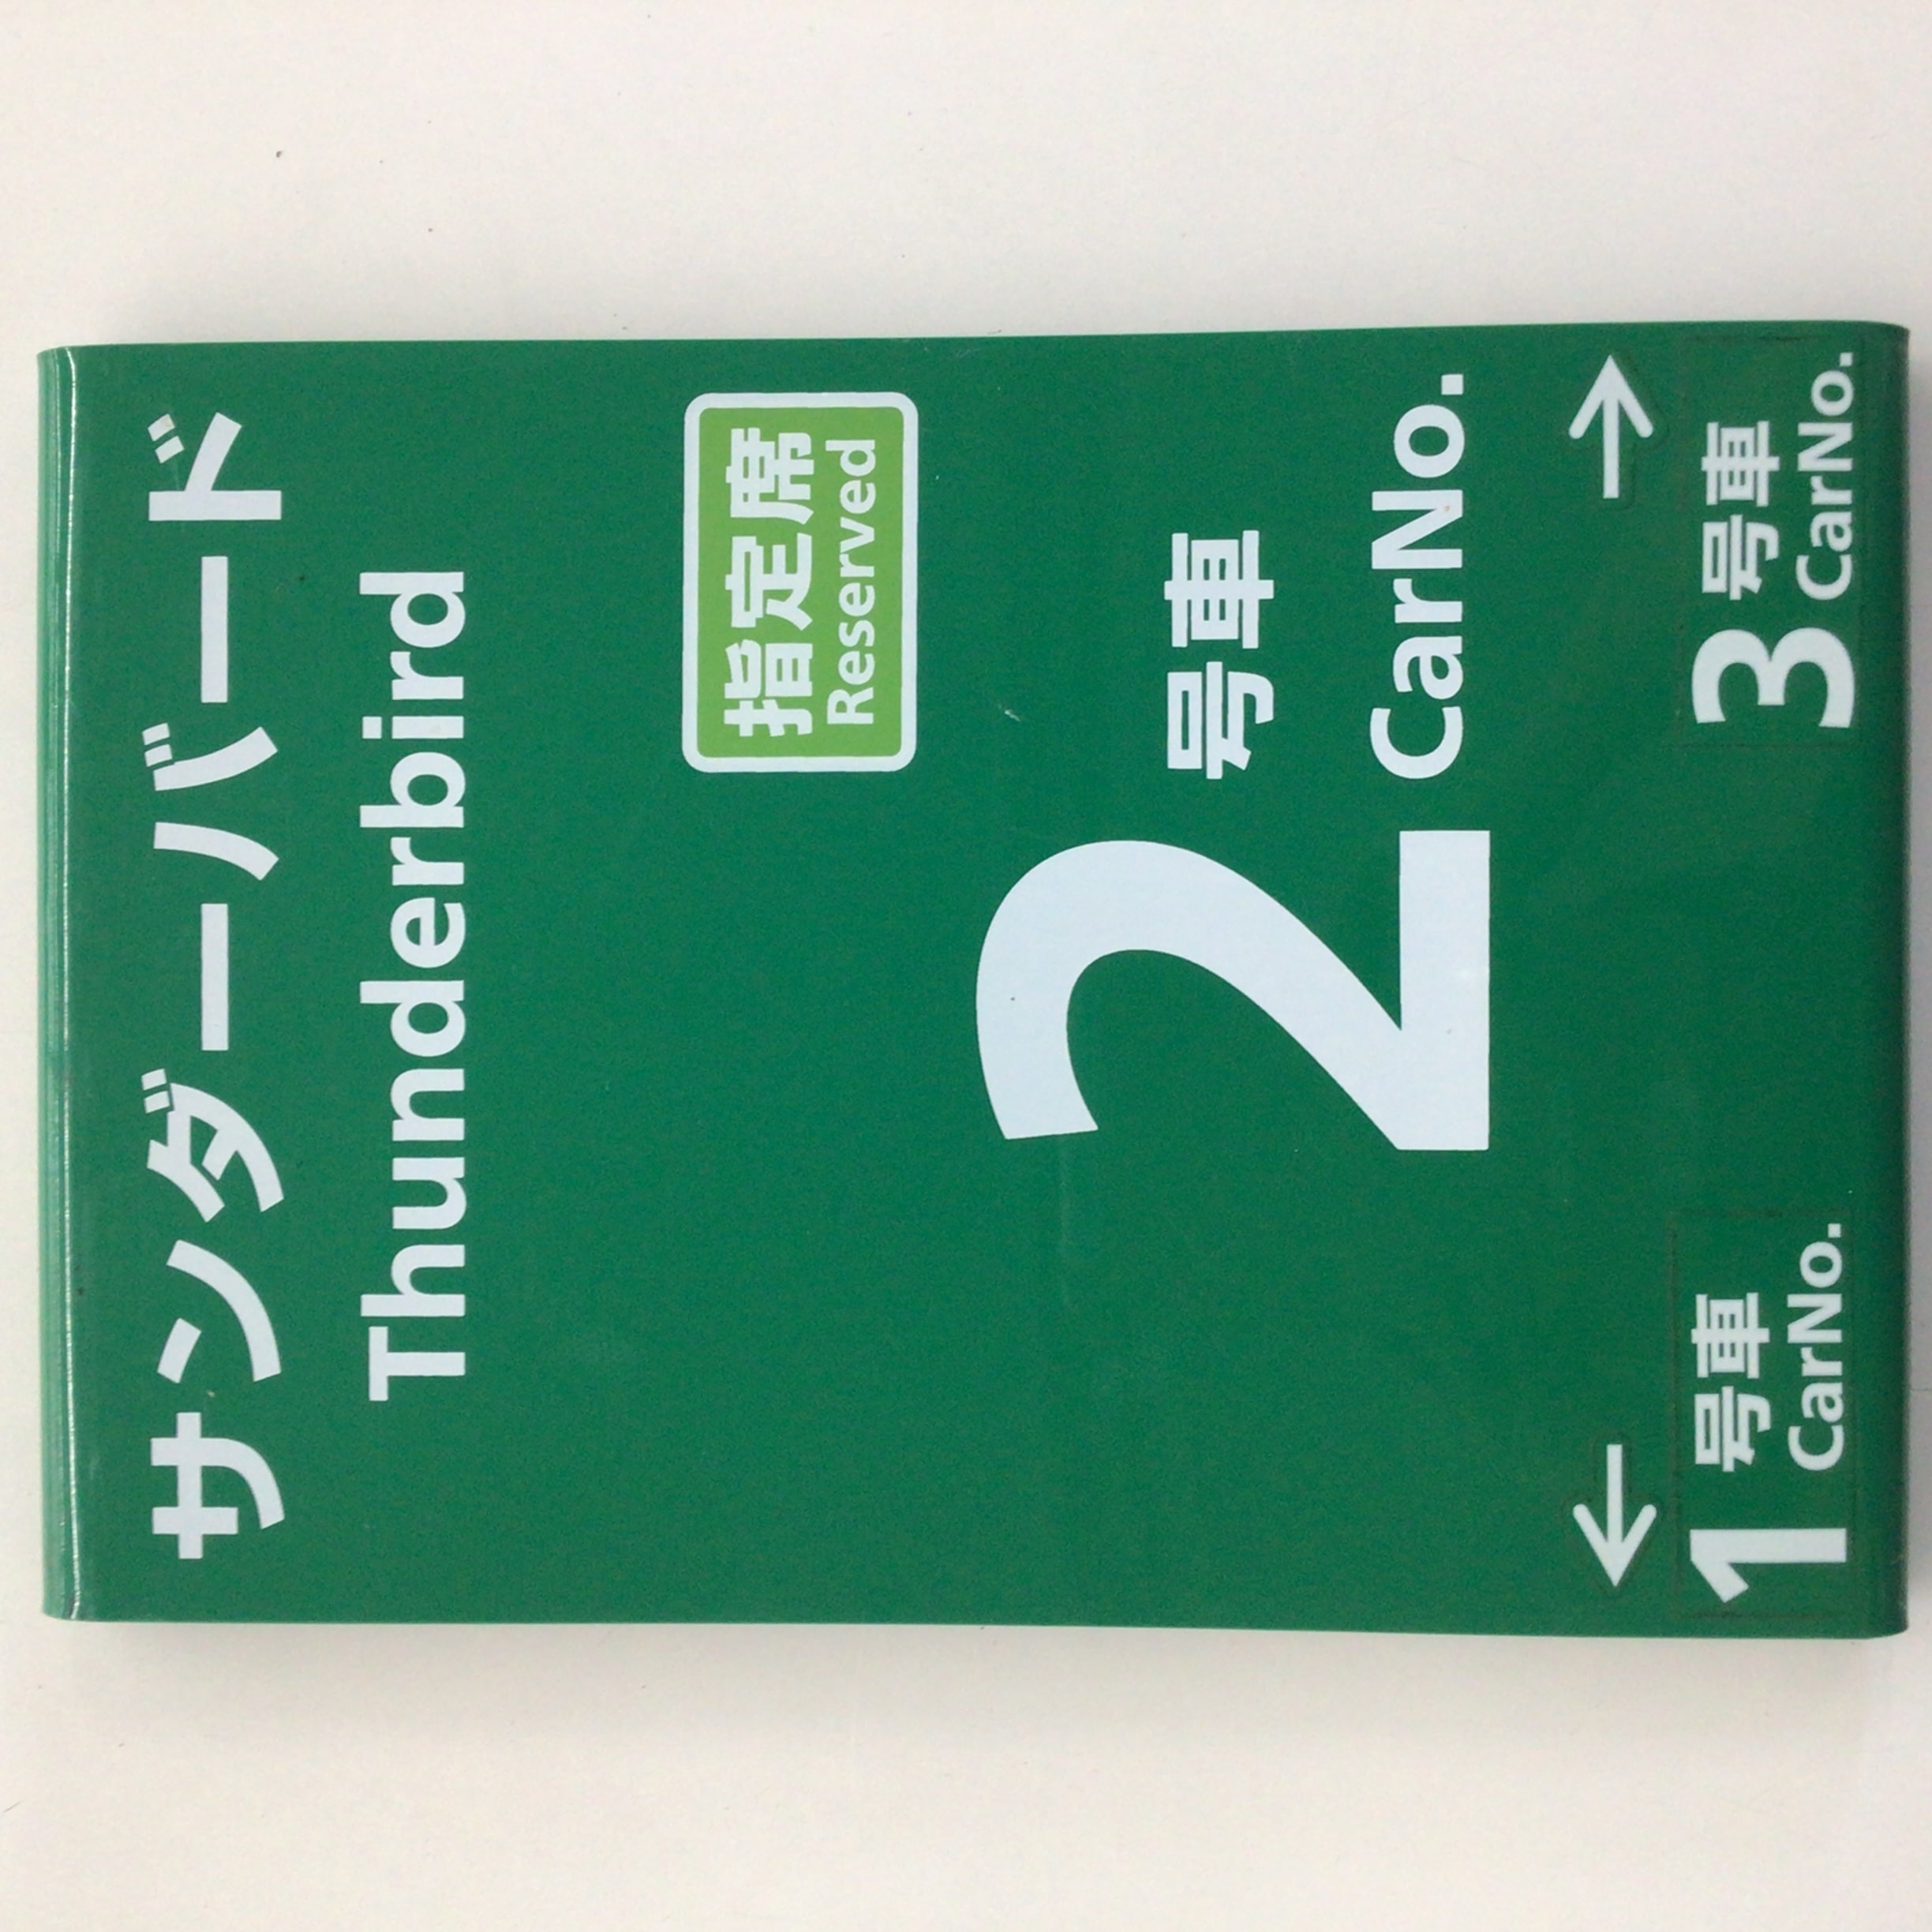 サンダーバード
Thunderbird
指定席
Reserved
2 号車
CarNo.
← →
1 号車
CarNo.
3 号車
CarNo.